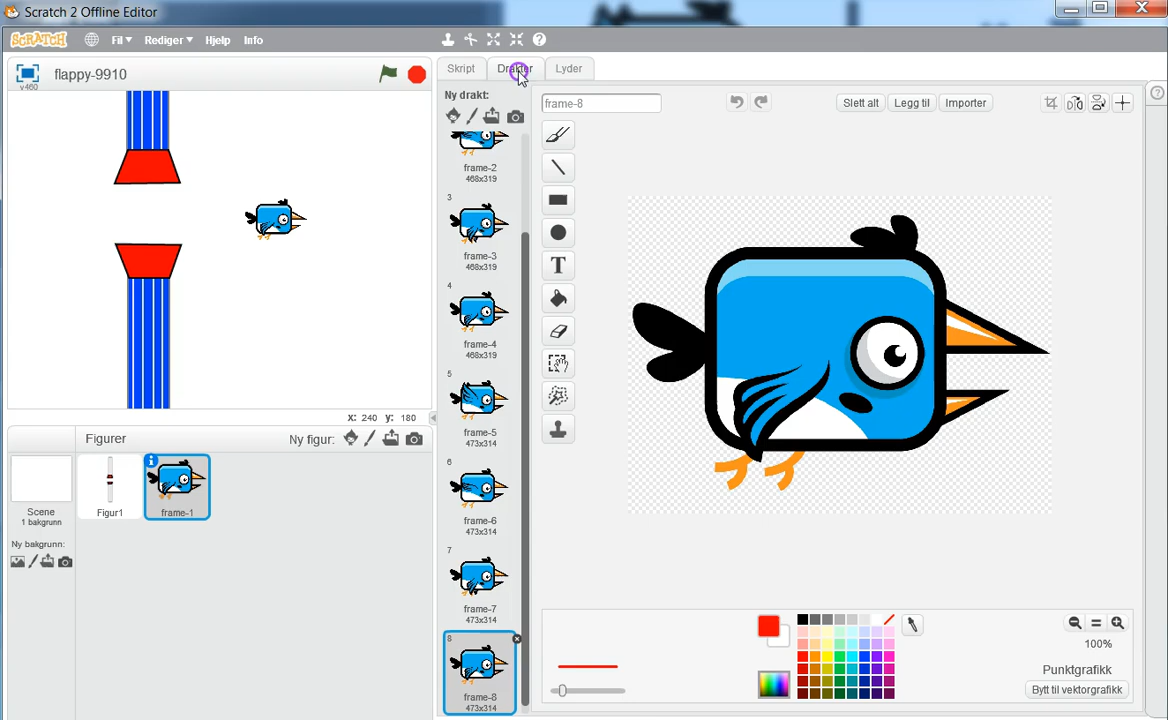 Scratch 2 Offline Editor
SCRATCH Fil Rediger Hjelp Info
v460 flappy-9910
Skript Drakter Lyder
Ny drakt:
frame-8 Slett alt Legg til Importer
T
frame-2
468x319
3
frame-3
468x319
4
frame-4
468x319
5
frame-5
473x314
6
frame-6
473x314
7
frame-7
473x314
8
frame-8
473x314
x: 240 y: 180
Figurer Ny figur:
Scene
1 bakgrunn
Figur1
frame-1
Ny bakgrunn:
100%
Punktgrafikk
Bytt til vektorgrafikk